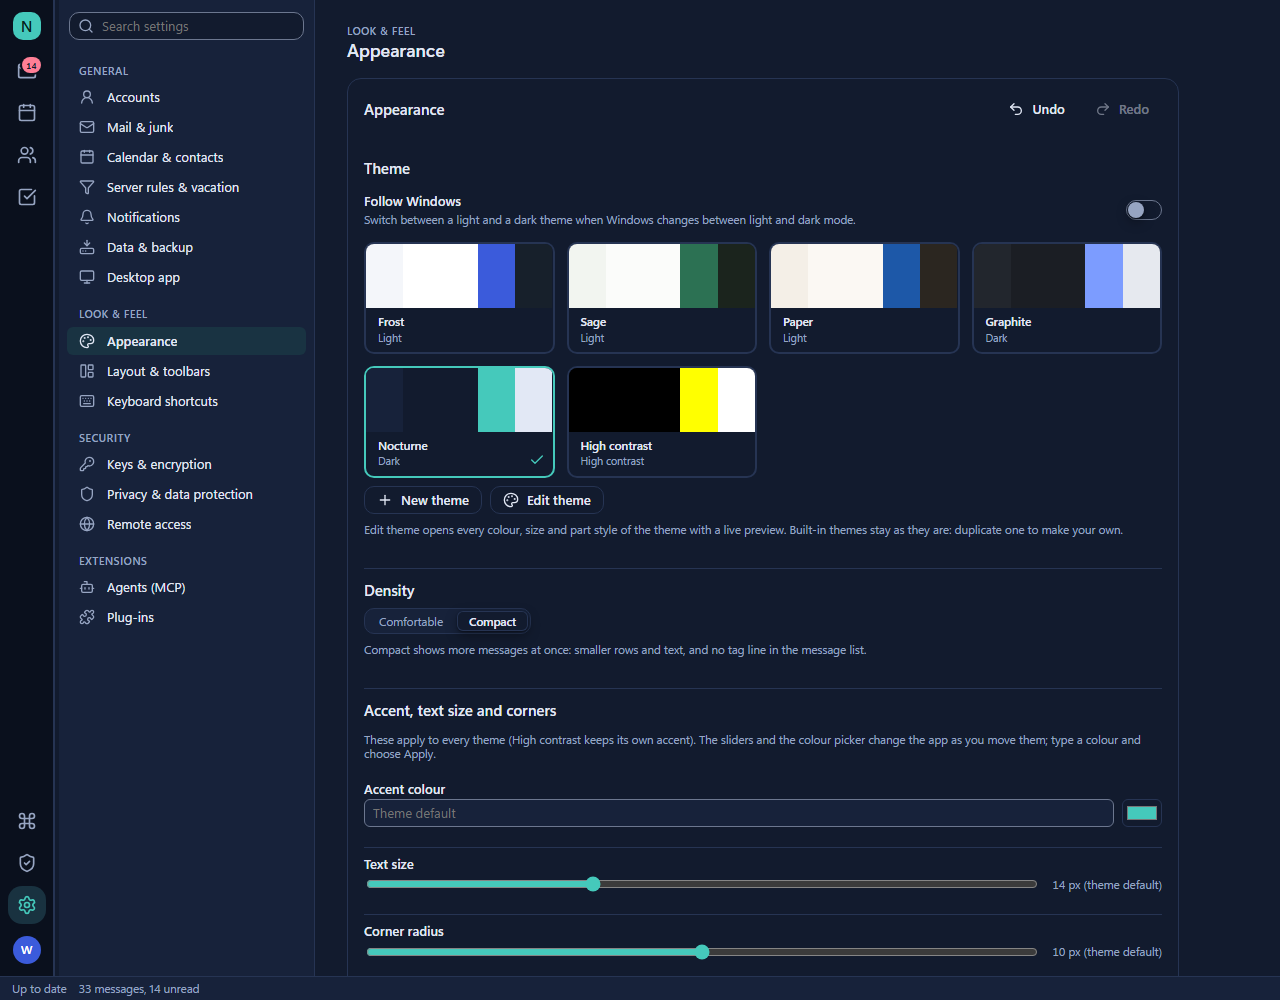 N
Search settings
14
GENERAL
Accounts
Mail & junk
Calendar & contacts
Server rules & vacation
Notifications
Data & backup
Desktop app
LOOK & FEEL
Appearance
Layout & toolbars
Keyboard shortcuts
SECURITY
Keys & encryption
Privacy & data protection
Remote access
EXTENSIONS
Agents (MCP)
Plug-ins
W
LOOK & FEEL
Appearance
Appearance
Undo
Redo
Theme
Follow Windows
Switch between a light and a dark theme when Windows changes between light and dark mode.
Frost
Light
Sage
Light
Paper
Light
Graphite
Dark
Nocturne
Dark
High contrast
High contrast
New theme
Edit theme
Edit theme opens every colour, size and part style of the theme with a live preview. Built-in themes stay as they are: duplicate one to make your own.
Density
Comfortable
Compact
Compact shows more messages at once: smaller rows and text, and no tag line in the message list.
Accent, text size and corners
These apply to every theme (High contrast keeps its own accent). The sliders and the colour picker change the app as you move them; type a colour and
choose Apply.
Accent colour
Theme default
Text size
14 px (theme default)
Corner radius
10 px (theme default)
Up to date
33 messages, 14 unread